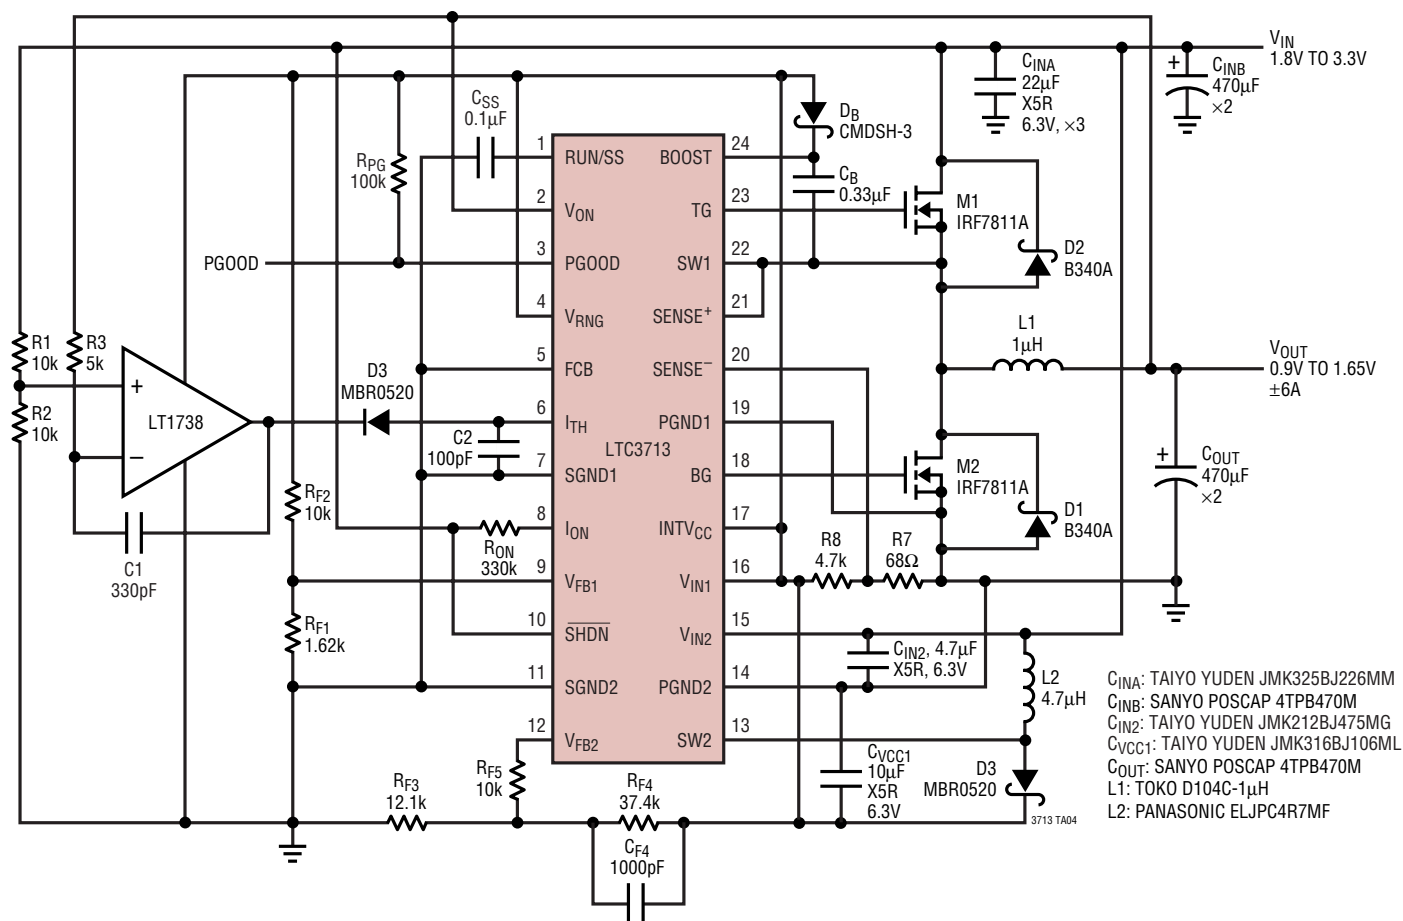 VIN
1.8V TO 3.3V
CINA
22µF
X5R
6.3V, ×3
+
CINB
470µF
×2
CSS
0.1µF
RPG
100k
DB
CMDSH-3
CB
0.33µF
1
RUN/SS
BOOST
24
2
VON
TG
23
3
PGOOD
PGOOD
SW1
22
4
VRNG
SENSE+
21
5
FCB
SENSE–
20
6
ITH
PGND1
19
LTC3713
7
SGND1
BG
18
8
ION
INTVCC
17
9
VFB1
VIN1
16
10
SHDN
VIN2
15
11
SGND2
PGND2
14
12
VFB2
SW2
13
M1
IRF7811A
D2
B340A
L1
1µH
VOUT
0.9V TO 1.65V
±6A
R1
10k
R3
5k
R2
10k
+
LT1738
–
D3
MBR0520
C2
100pF
C1
330pF
RF2
10k
RON
330k
RF1
1.62k
M2
IRF7811A
D1
B340A
+
COUT
470µF
×2
R8
4.7k
R7
68Ω
CIN2, 4.7µF
X5R, 6.3V
L2
4.7µH
CVCC1
10µF
X5R
6.3V
D3
MBR0520
RF5
10k
RF3
12.1k
RF4
37.4k
CF4
1000pF
3713 TA04
CINA: TAIYO YUDEN JMK325BJ226MM
CINB: SANYO POSCAP 4TPB470M
CIN2: TAIYO YUDEN JMK212BJ475MG
CVCC1: TAIYO YUDEN JMK316BJ106ML
COUT: SANYO POSCAP 4TPB470M
L1: TOKO D104C-1µH
L2: PANASONIC ELJPC4R7MF